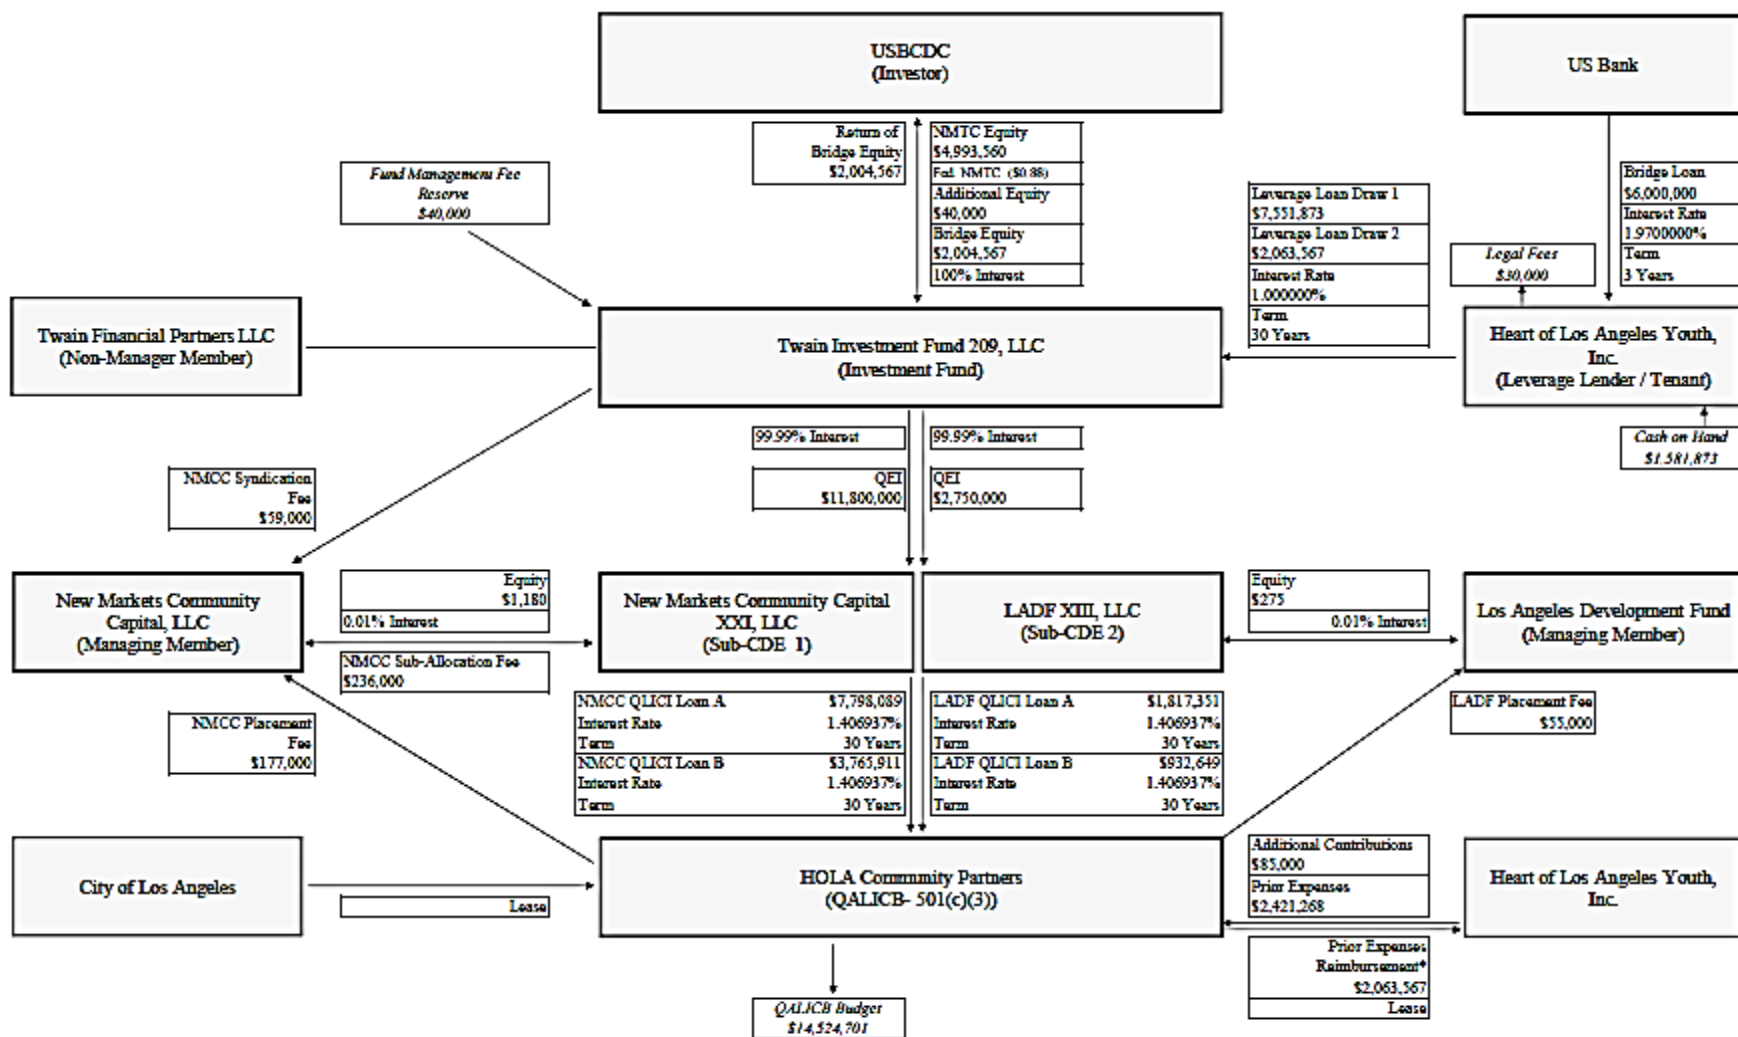 USBCDC
(Investor)
US Bank
Return of
Bridge Equity
$2,004,567
NMTC Equity
$4,993,560
Fed. NMTC ($0.88)
Additional Equity
$40,000
Bridge Equity
$2,004,567
100% Interest
Fund Management Fee
Reserve
$40,000
Leverage Loan Draw 1
$7,551,873
Leverage Loan Draw 2
$2,063,567
Interest Rate
1.000000%
Term
30 Years
Bridge Loan
$6,000,000
Interest Rate
1.9700000%
Term
3 Years
Legal Fees
$30,000
Twain Financial Partners LLC
(Non-Manager Member)
Twain Investment Fund 209, LLC
(Investment Fund)
Heart of Los Angeles Youth,
Inc.
(Leverage Lender / Tenant)
99.99% Interest
99.99% Interest
Cash on Hand
$1,581,873
NMCC Syndication
Fee
$59,000
QEI
$11,800,000
QEI
$2,750,000
New Markets Community
Capital, LLC
(Managing Member)
Equity
$1,180
0.01% Interest
NMCC Sub-Allocation Fee
$236,000
New Markets Community Capital
XXI, LLC
(Sub-CDE 1)
LADF XIII, LLC
(Sub-CDE 2)
Equity
$275
0.01% Interest
Los Angeles Development Fund
(Managing Member)
NMCC Placement
Fee
$177,000
NMCC QLICI Loan A $7,798,089
Interest Rate 1.406937%
Term 30 Years
NMCC QLICI Loan B $3,765,911
Interest Rate 1.406937%
Term 30 Years
LADF QLICI Loan A $1,817,351
Interest Rate 1.406937%
Term 30 Years
LADF QLICI Loan B $932,649
Interest Rate 1.406937%
Term 30 Years
LADF Placement Fee
$55,000
City of Los Angeles
Lease
HOLA Community Partners
(QALICB- 501(c)(3))
Additional Contributions
$85,000
Prior Expenses
$2,421,268
Heart of Los Angeles Youth,
Inc.
Prior Expenses
Reimbursement*
$2,063,567
Lease
QALICB Budget
$14,524,701